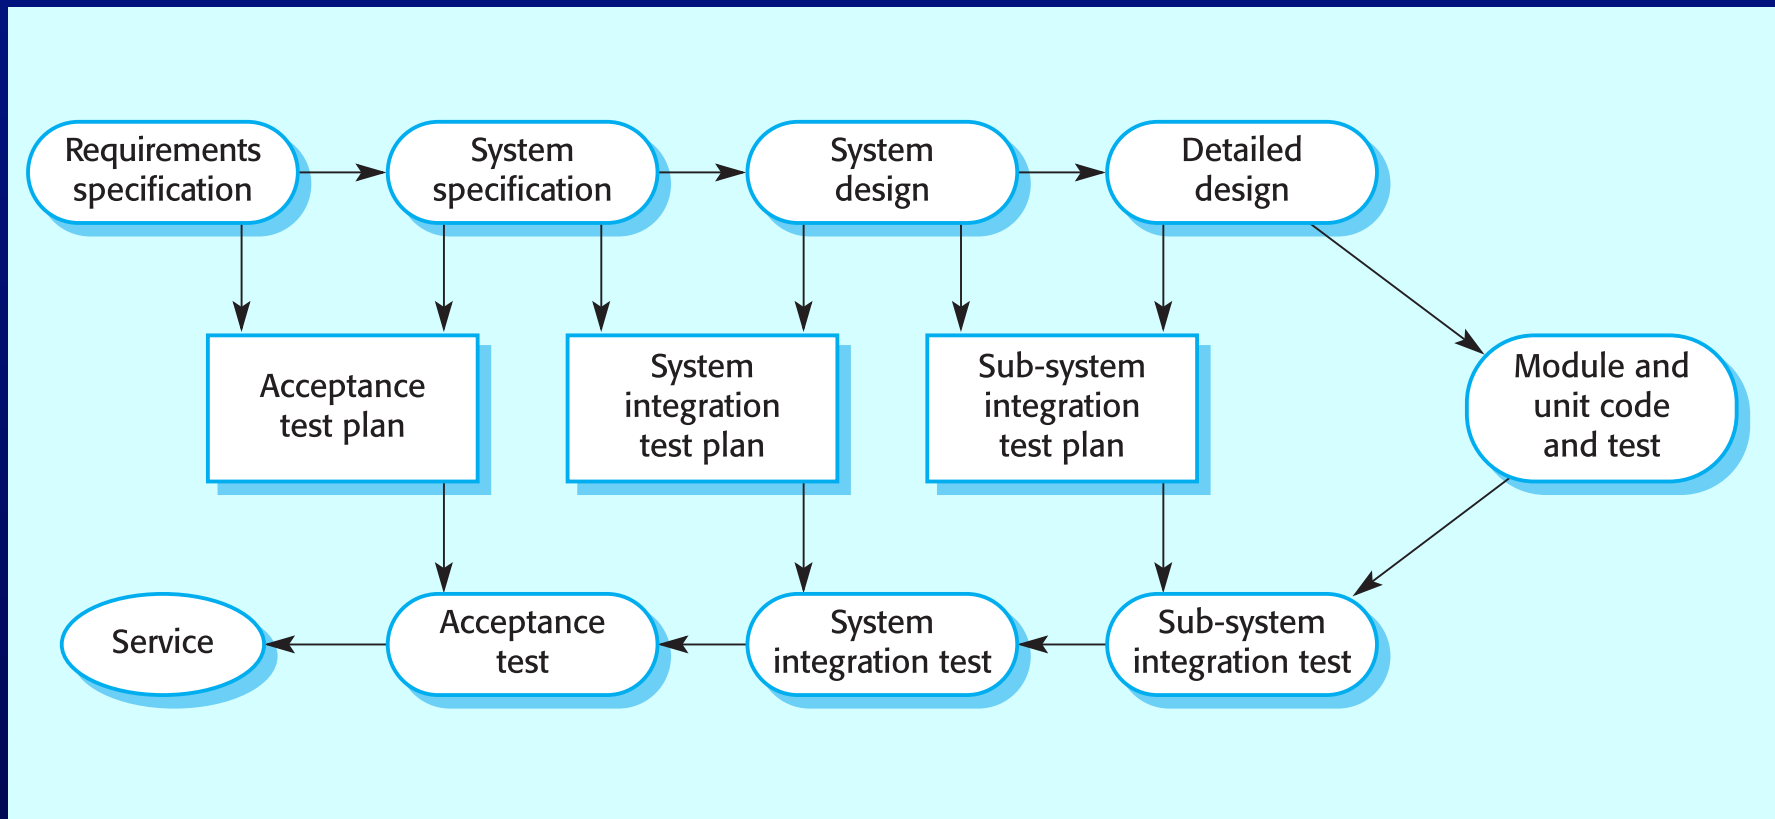 Requirements
specification
System
specification
System
design
Detailed
design
Acceptance
test plan
System
integration
test plan
Sub-system
integration
test plan
Module and
unit code
and test
Service
Acceptance
test
System
integration test
Sub-system
integration test